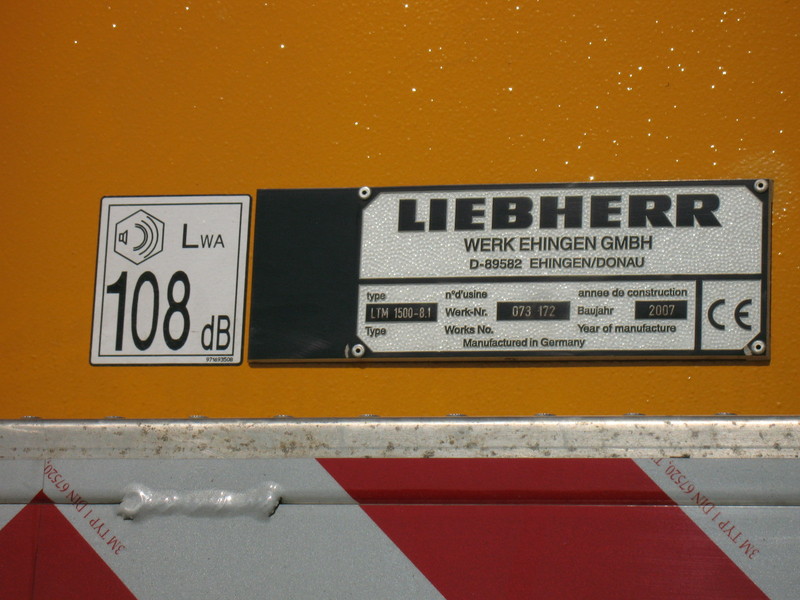 LWA
108 dB
971693508
LIEBHERR
WERK EHINGEN GMBH
D-89582 EHINGEN/DONAU
type n°d'usine annee de construction
LTM 1500-8.1 Werk-Nr. 073 172 Baujahr 2007
Type Works No. Year of manufacture
Manufactured in Germany
CE
3M TYP 1 DIN 67520, T
3M TYP 1 DIN 67520, T